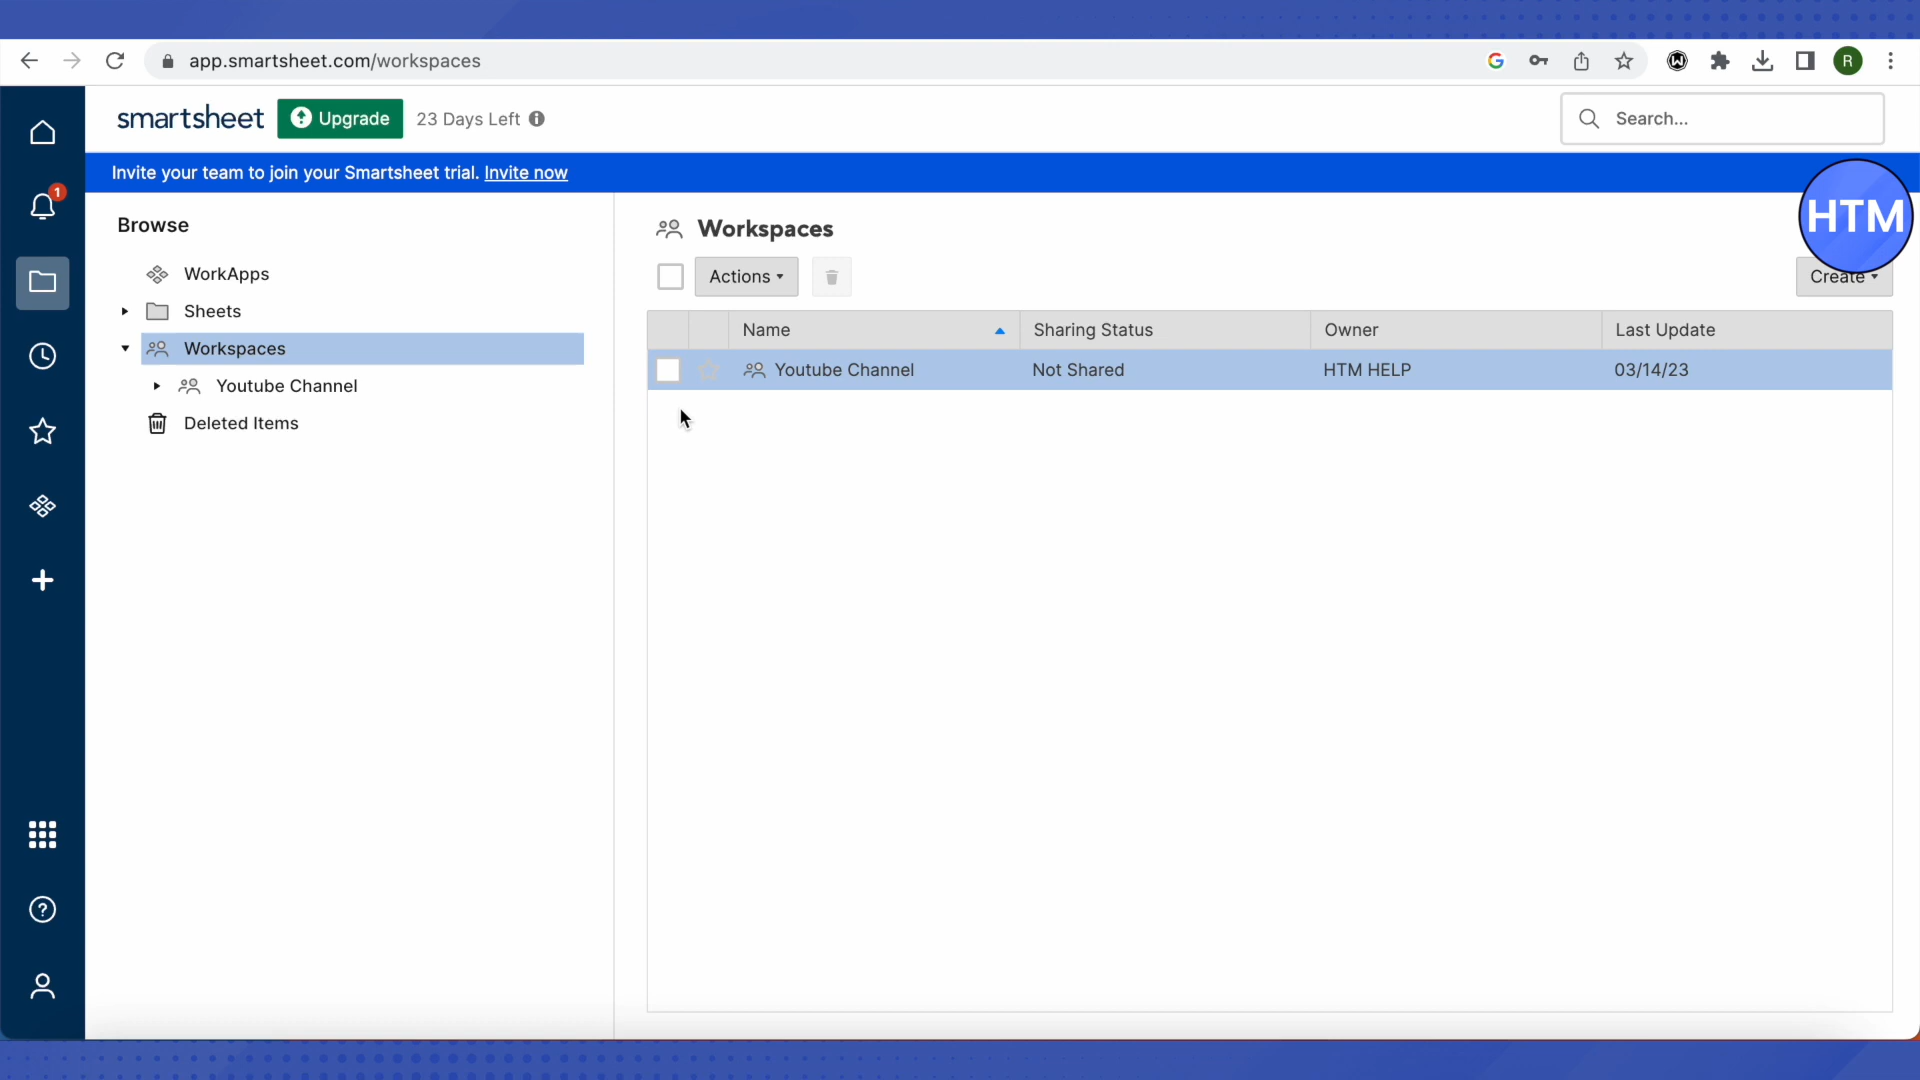 app.smartsheet.com/workspaces
G
W
R
smartsheet
Upgrade
23 Days Left
Search...
Invite your team to join your Smartsheet trial. Invite now
1
HTM
Browse
WorkApps
Sheets
Workspaces
Youtube Channel
Deleted Items
Workspaces
Actions
Create
Name Sharing Status Owner Last Update
Youtube Channel Not Shared HTM HELP 03/14/23